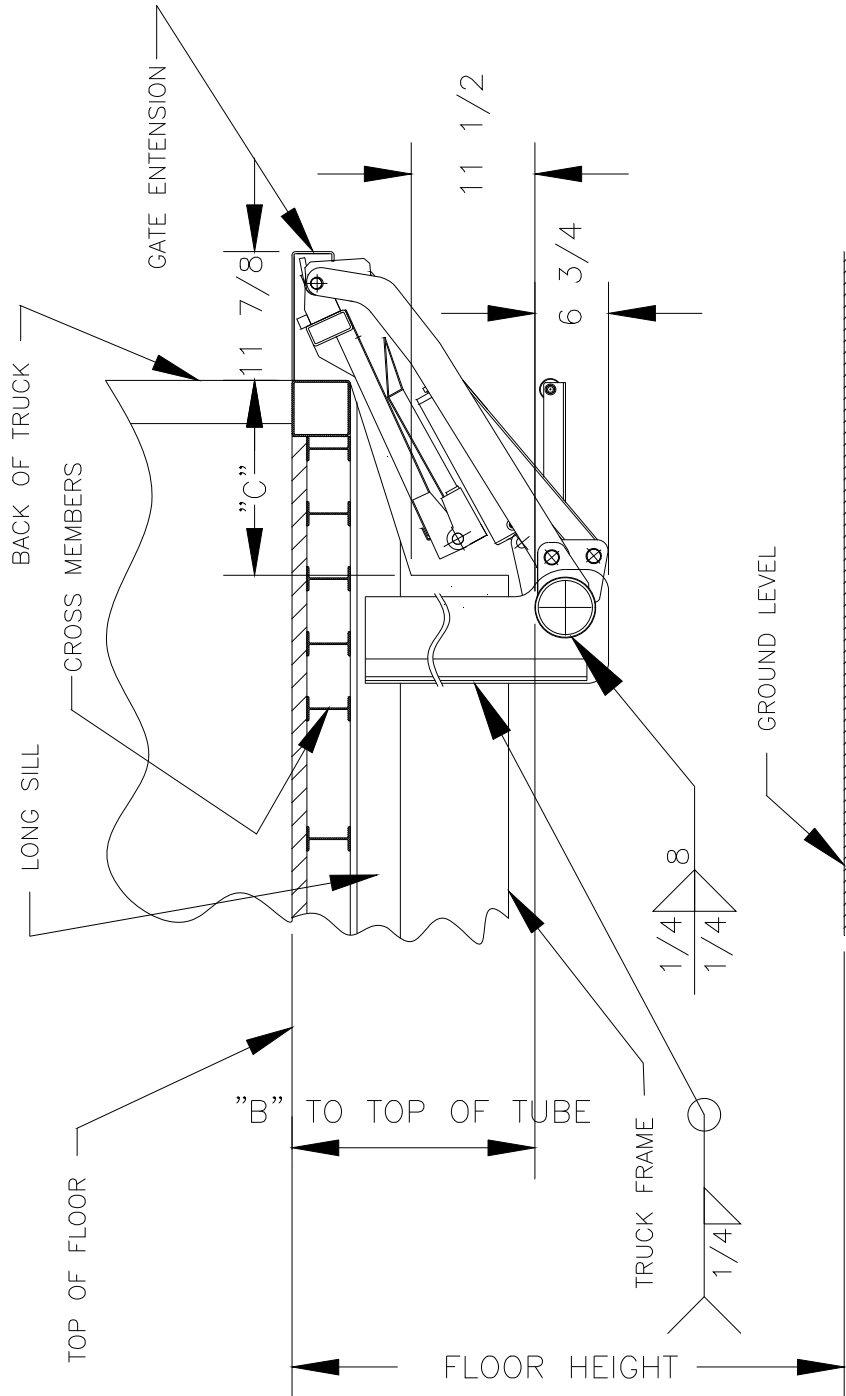 GATE ENTENSION
11 1/2
11 7/8
6 3/4
BACK OF TRUCK
"C"
CROSS MEMBERS
LONG SILL
GROUND LEVEL
8
1/4
1/4
"B" TO TOP OF TUBE
TOP OF FLOOR
TRUCK FRAME
1/4
FLOOR HEIGHT